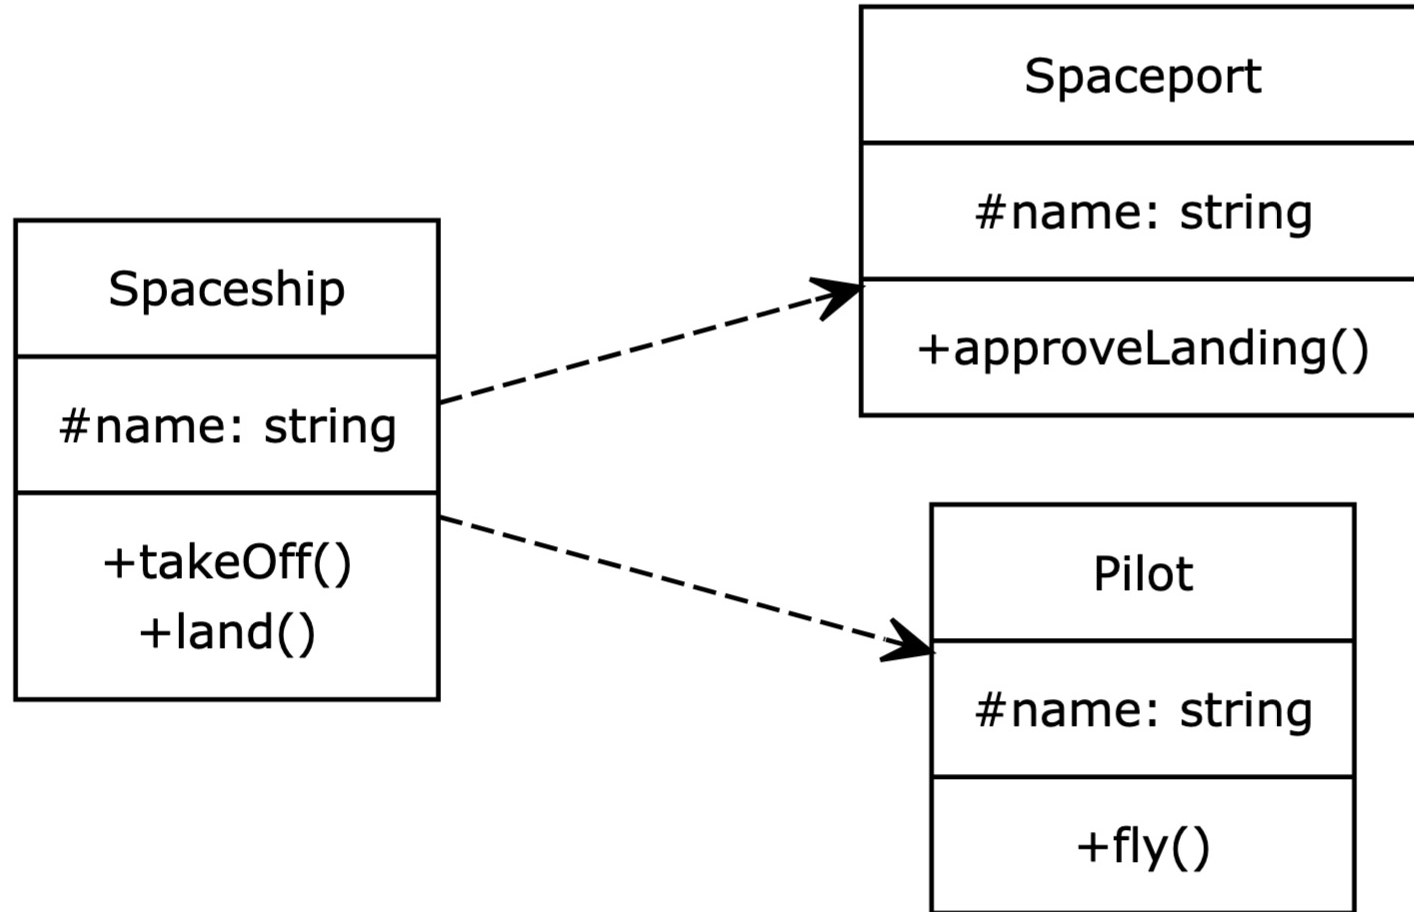 Spaceship
#name: string
+takeOff()
+land()
Spaceport
#name: string
+approveLanding()
Pilot
#name: string
+fly()